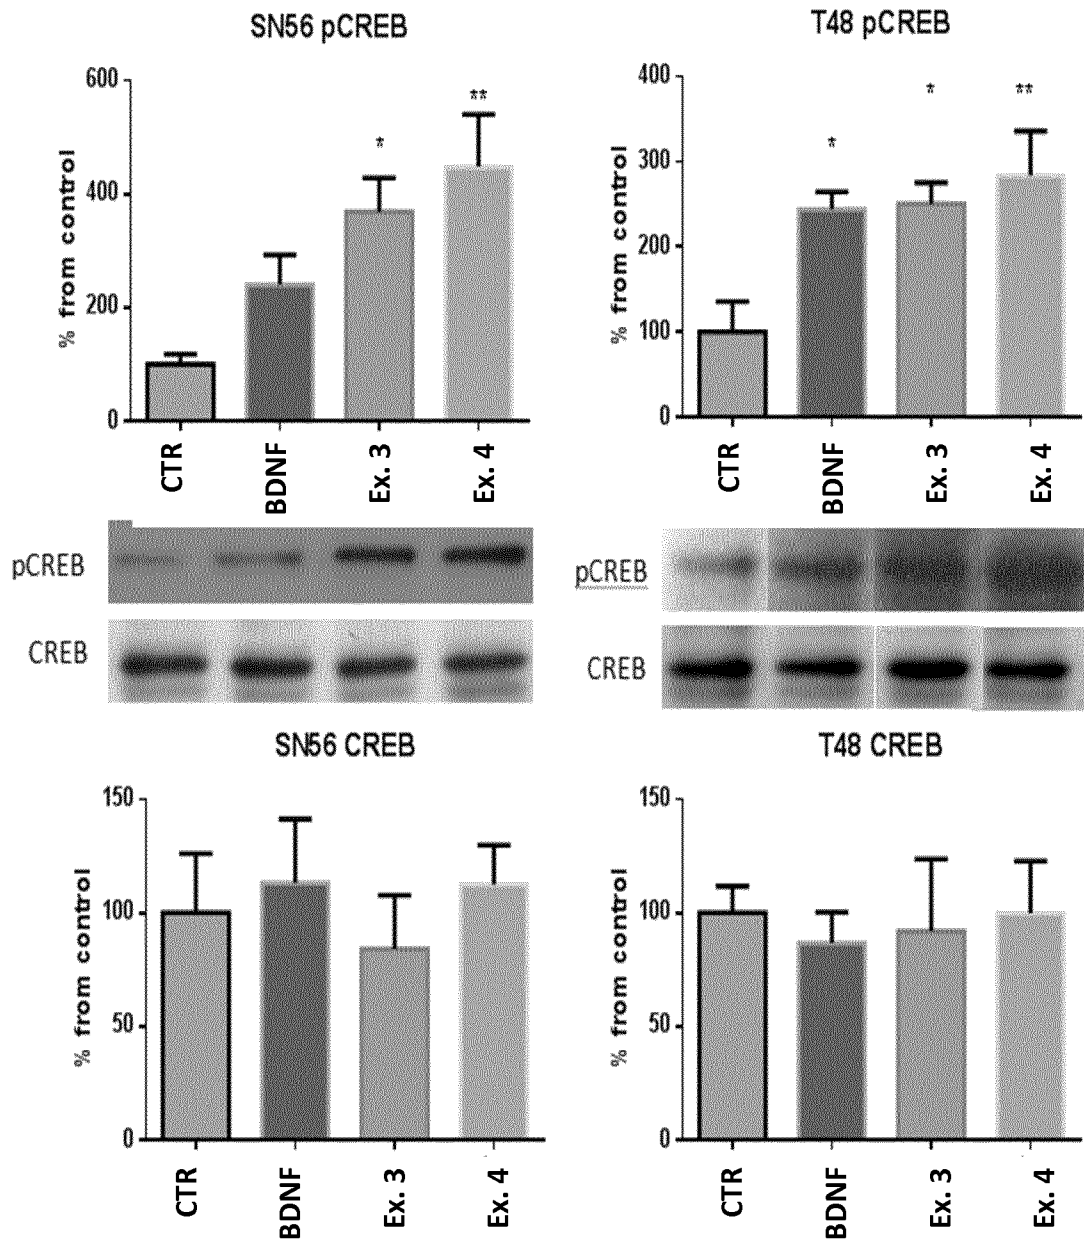 SN56 pCREB
600
400
200
0
% from control
*
**
CTR
BDNF
Ex. 3
Ex. 4
T48 pCREB
400
300
200
100
0
% from control
*
*
**
CTR
BDNF
Ex. 3
Ex. 4
pCREB
CREB
pCREB
CREB
SN56 CREB
150
100
50
0
% from control
CTR
BDNF
Ex. 3
Ex. 4
T48 CREB
150
100
50
0
% from control
CTR
BDNF
Ex. 3
Ex. 4